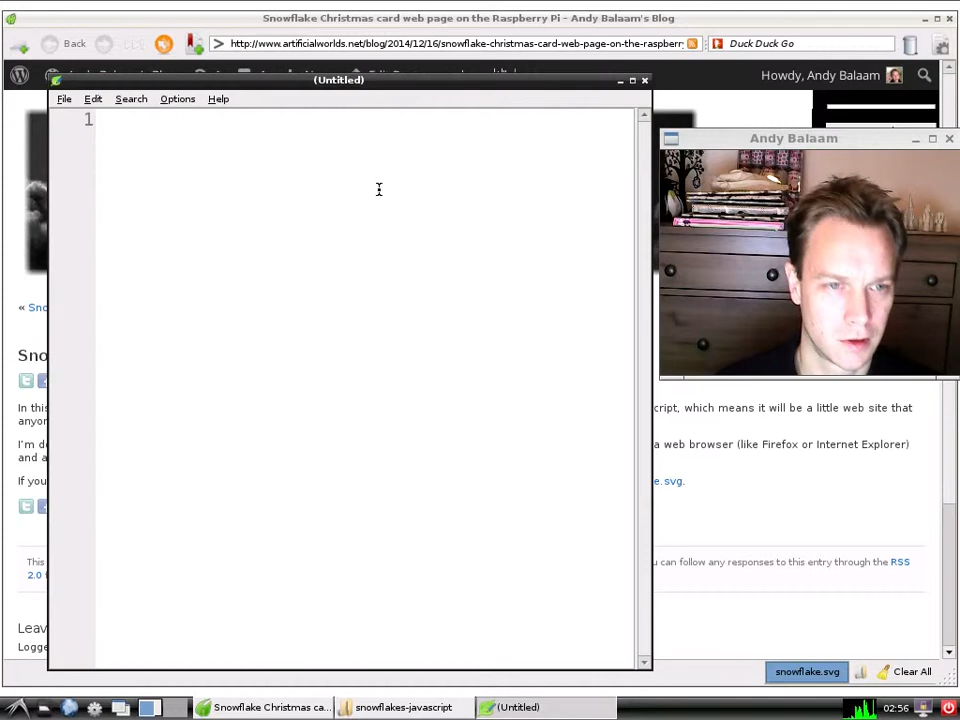 Snowflake Christmas card web page on the Raspberry Pi - Andy Balaam's Blog
Back
http://www.artificialworlds.net/blog/2014/12/16/snowflake-christmas-card-web-page-on-the-raspberry
Duck Duck Go
Howdy, Andy Balaam
(Untitled)
File Edit Search Options Help
1
Andy Balaam
« Sno
Sno
In this
cript, which means it will be a little web site that
anyon
I'm do
a web browser (like Firefox or Internet Explorer)
and a
If you
e.svg.
This
u can follow any responses to this entry through the RSS
2.0 f
Leav
Logge
snowflake.svg
Clear All
Snowflake Christmas ca...
snowflakes-javascript
(Untitled)
02:56